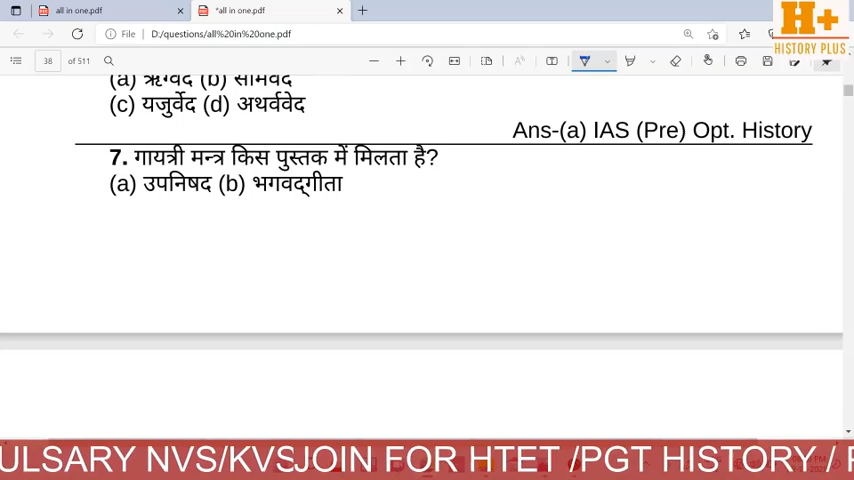 all in one.pdf
*all in one.pdf
File
D:/questions/all%20in%20one.pdf
H+
HISTORY PLUS
38 of 511
(a) ऋग्वेद (b) सामवेद
(c) यजुर्वेद (d) अथर्ववेद
Ans-(a) IAS (Pre) Opt. History
7. गायत्री मन्त्र किस पुस्तक में मिलता है?
(a) उपनिषद (b) भगवद्गीता
ULSARY NVS/KVSJOIN FOR HTET /PGT HISTORY /